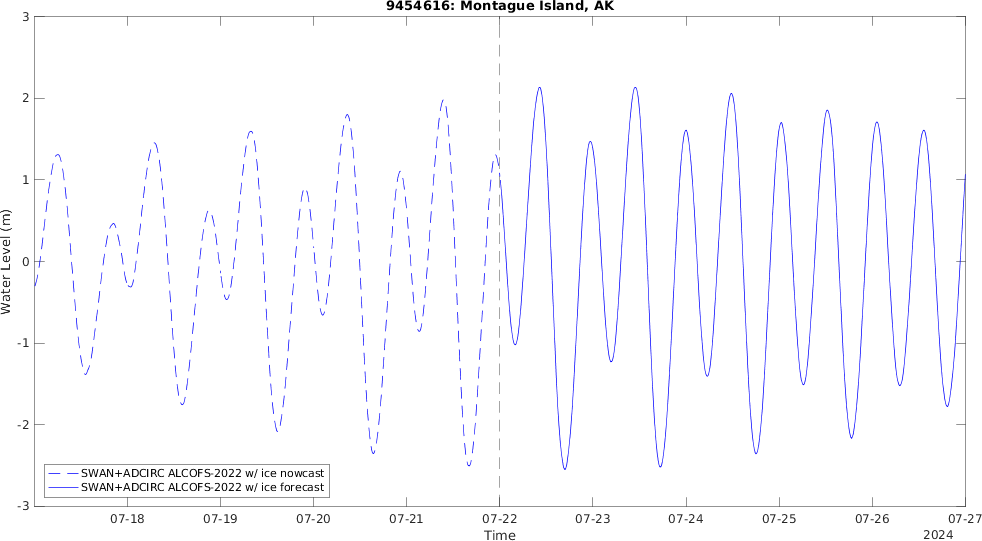 9454616: Montague Island, AK
3
2
1
0
-1
-2
-3
Water Level (m)
SWAN+ADCIRC ALCOFS-2022 w/ ice nowcast
SWAN+ADCIRC ALCOFS-2022 w/ ice forecast
07-18 07-19 07-20 07-21 07-22 07-23 07-24 07-25 07-26 07-27
Time
2024